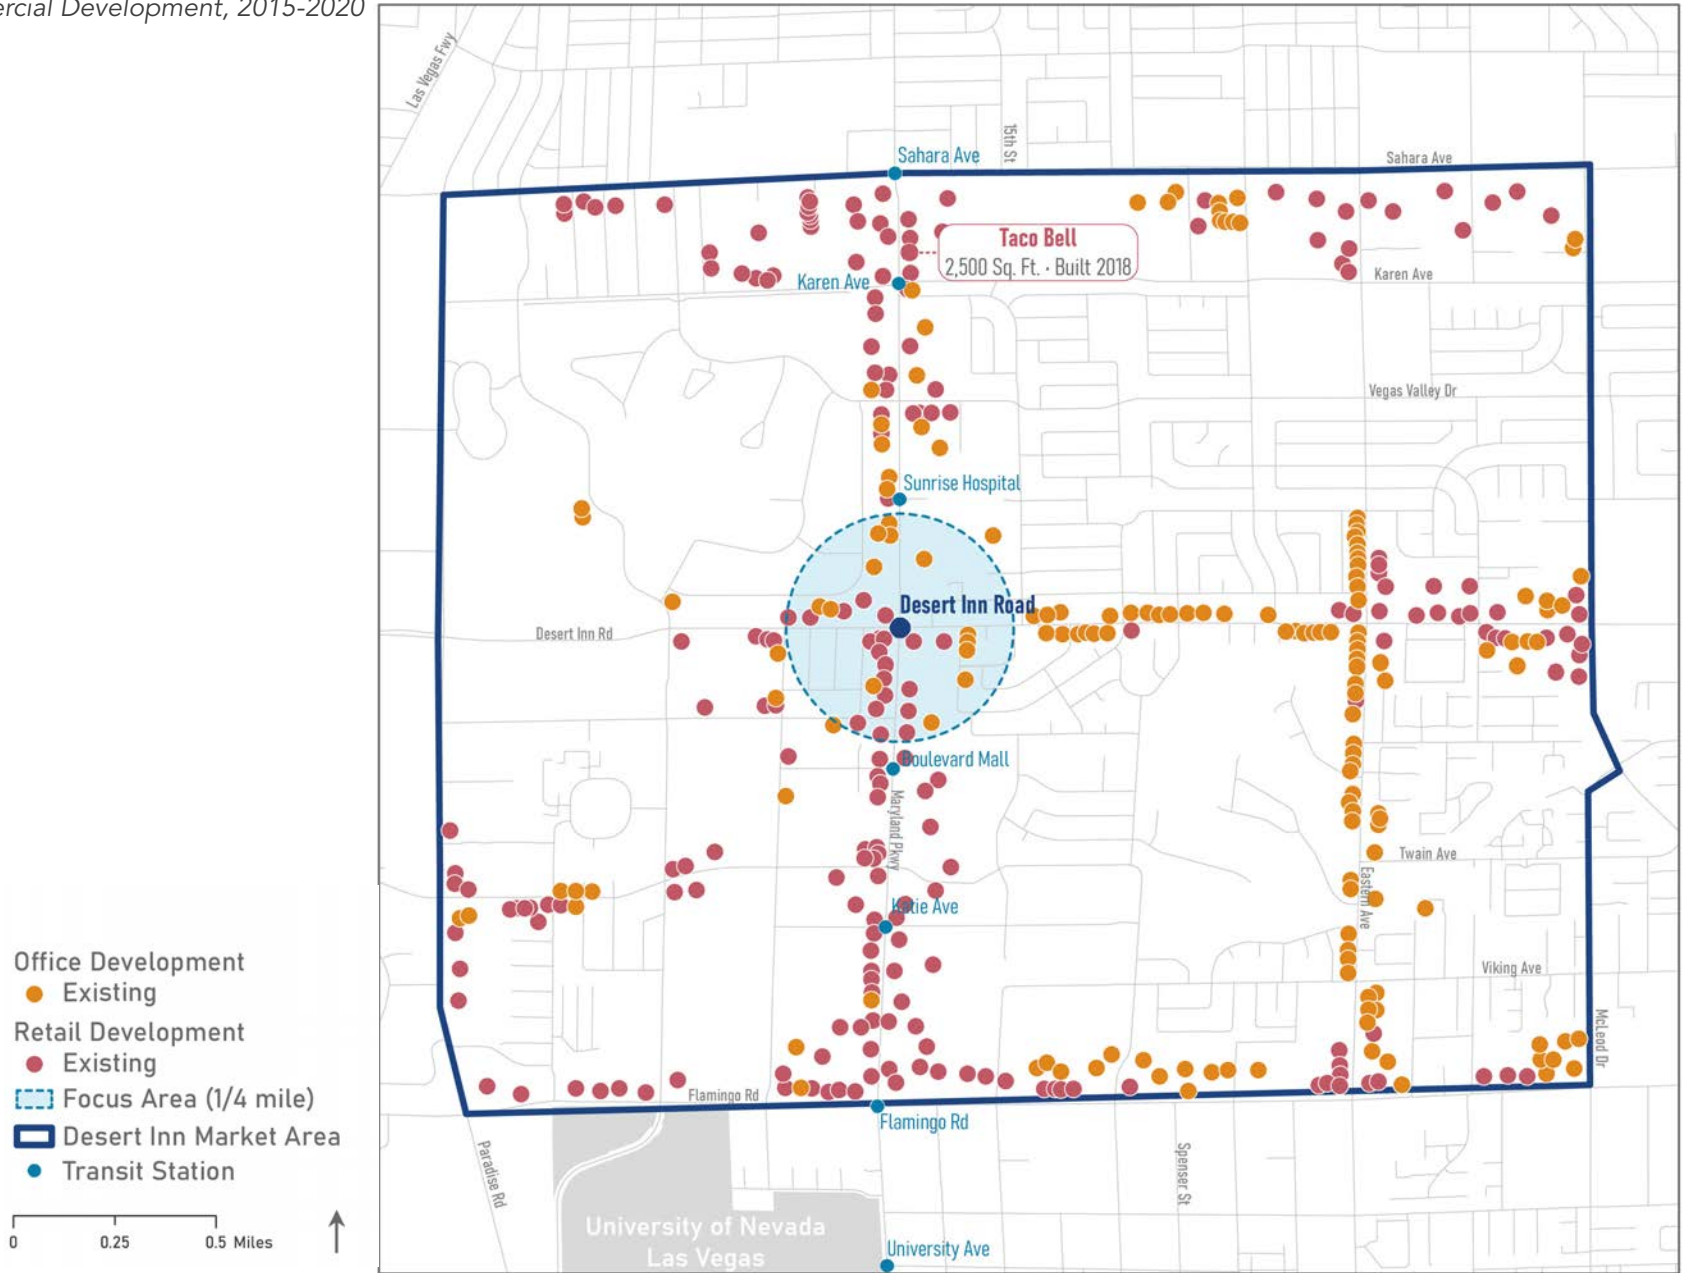 ercial Development, 2015-2020
Las Vegas Fwy
15th St
Sahara Ave
Sahara Ave
Taco Bell
2,500 Sq. Ft. · Built 2018
Karen Ave
Karen Ave
Vegas Valley Dr
Sunrise Hospital
Desert Inn Road
Desert Inn Rd
Boulevard Mall
Maryland Pkwy
Twain Ave
Eastern Ave
Katie Ave
Viking Ave
McLeod Dr
Flamingo Rd
Flamingo Rd
Paradise Rd
Spenser St
University of Nevada
Las Vegas
University Ave
Office Development
Existing
Retail Development
Existing
Focus Area (1/4 mile)
Desert Inn Market Area
Transit Station
0 0.25 0.5 Miles